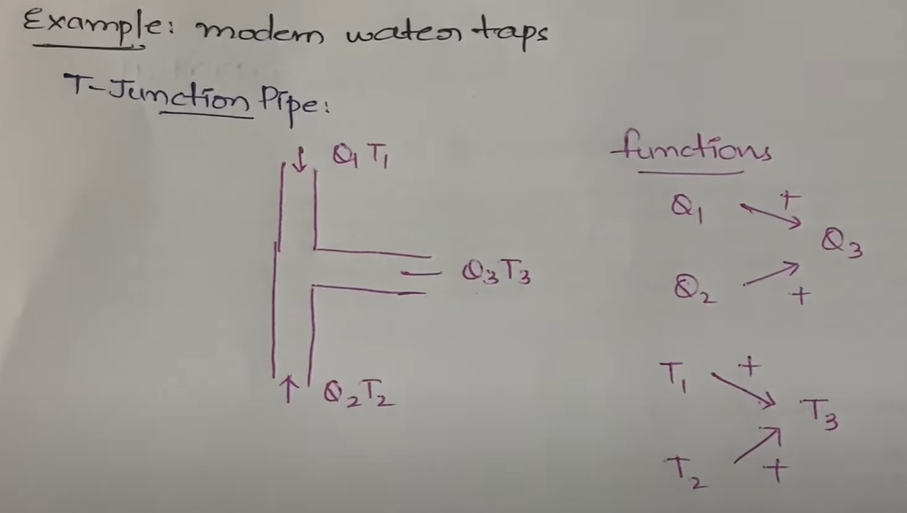 Example: modern water taps
T-Junction Pipe:
↓ Q₁ T₁
Q₃ T₃
↑ Q₂ T₂
functions
Q₁ +
Q₃
Q₂ +
T₁ +
T₃
T₂ +